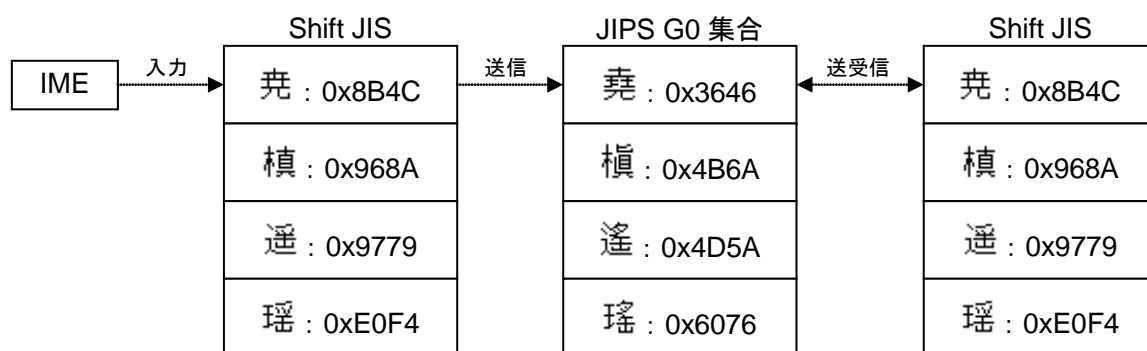 Shift JIS JIPS G0 集合 Shift JIS
IME 入力 尭 : 0x8B4C 送信 堯 : 0x3646 送受信 尭 : 0x8B4C
槙 : 0x968A 槇 : 0x4B6A 槙 : 0x968A
遥 : 0x9779 遙 : 0x4D5A 遥 : 0x9779
瑶 : 0xE0F4 瑤 : 0x6076 瑶 : 0xE0F4